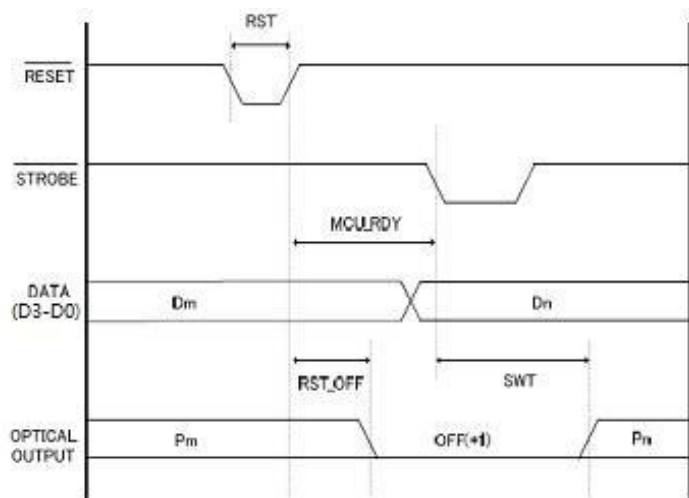 RST
RESET
STROBE
MCU_RDY
DATA
(D3-D0)
Dm
Dn
RST_OFF
SWT
OPTICAL
OUTPUT
Pm
OFF(+1)
Pn